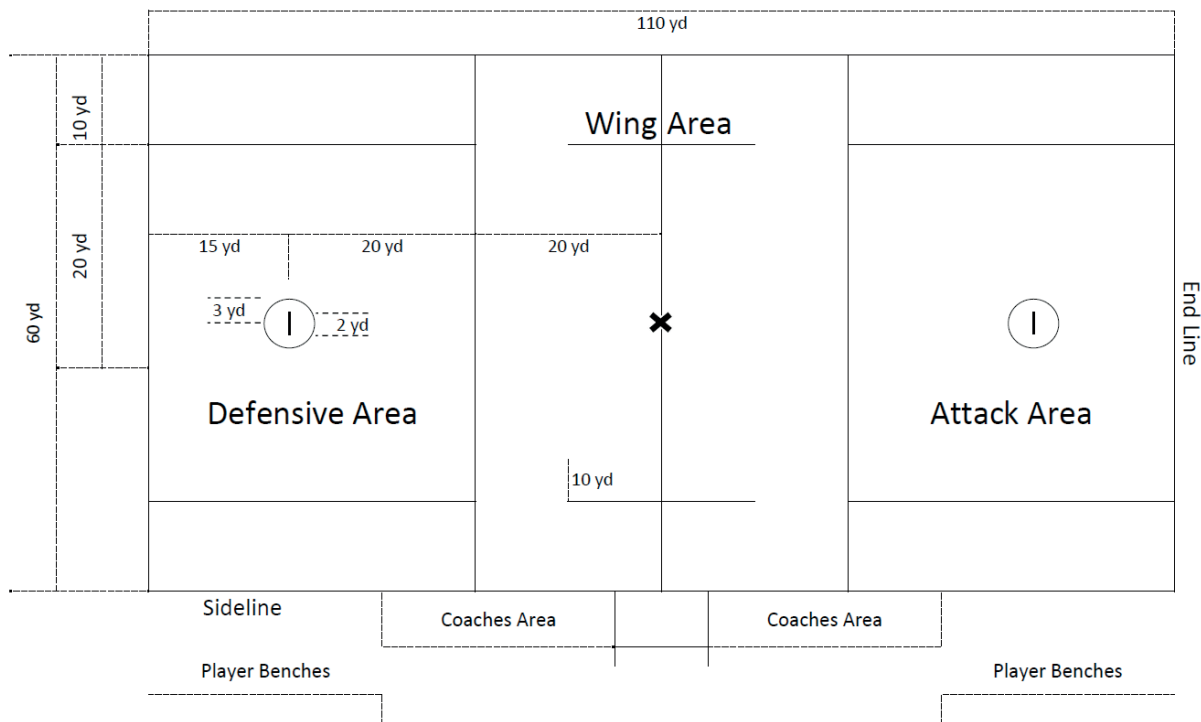 110 yd
10 yd
Wing Area
20 yd
15 yd
20 yd
20 yd
60 yd
3 yd
2 yd
End Line
Defensive Area
Attack Area
10 yd
Sideline
Coaches Area
Coaches Area
Player Benches
Player Benches